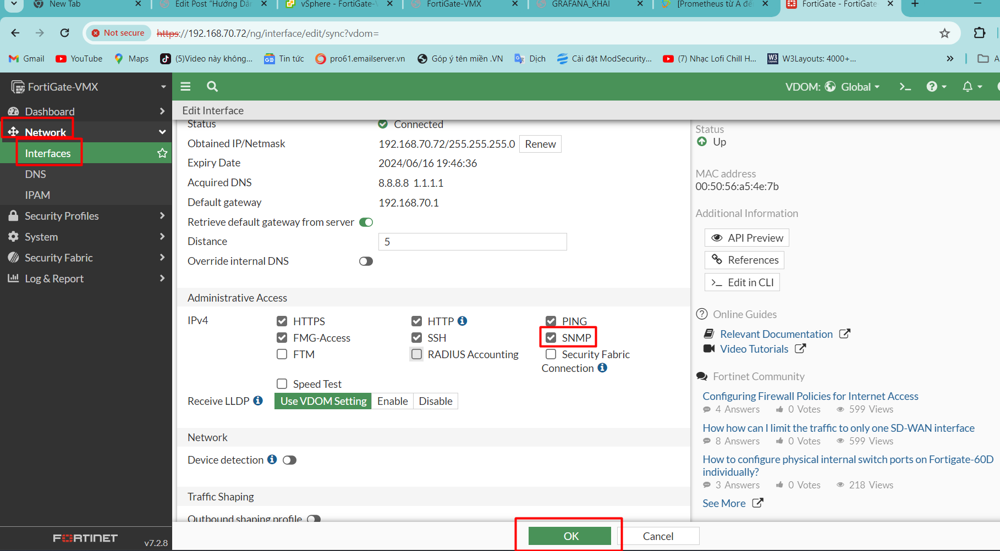 New Tab
Edit Post “Hướng Dẫn
vSphere - FortiGate-V
FortiGate-VMX
GRAFANA_KHAI
[Prometheus từ A đế
FortiGate - FortiGate-
Not secure
https://192.168.70.72/ng/interface/edit/sync?vdom=
Gmail
YouTube
Maps
(5)Video này không...
Tin tức
pro61.emailserver.vn
Góp ý tên miền .VN
Dịch
Cài đặt ModSecurity...
(7) Nhạc Lofi Chill H...
W3Layouts: 4000+...
FortiGate-VMX
VDOM: Global
Dashboard
Network
Interfaces
DNS
IPAM
Security Profiles
System
Security Fabric
Log & Report
FORTINET
v7.2.8
Edit Interface
Status Connected
Obtained IP/Netmask 192.168.70.72/255.255.255.0 Renew
Expiry Date 2024/06/16 19:46:36
Acquired DNS 8.8.8.8 1.1.1.1
Default gateway 192.168.70.1
Retrieve default gateway from server
Distance 5
Override internal DNS
Administrative Access
IPv4 HTTPS HTTP PING
FMG-Access SSH SNMP
FTM RADIUS Accounting Security Fabric
Connection
Speed Test
Receive LLDP Use VDOM Setting Enable Disable
Network
Device detection
Traffic Shaping
Outbound shaping profile
OK Cancel
Status
Up
MAC address
00:50:56:a5:4e:7b
Additional Information
API Preview
References
Edit in CLI
Online Guides
Relevant Documentation
Video Tutorials
Fortinet Community
Configuring Firewall Policies for Internet Access
4 Answers 0 Votes 599 Views
How how can I limit the traffic to only one SD-WAN interface
8 Answers 0 Votes 599 Views
How to configure physical internal switch ports on Fortigate-60D
individually?
3 Answers 0 Votes 218 Views
See More